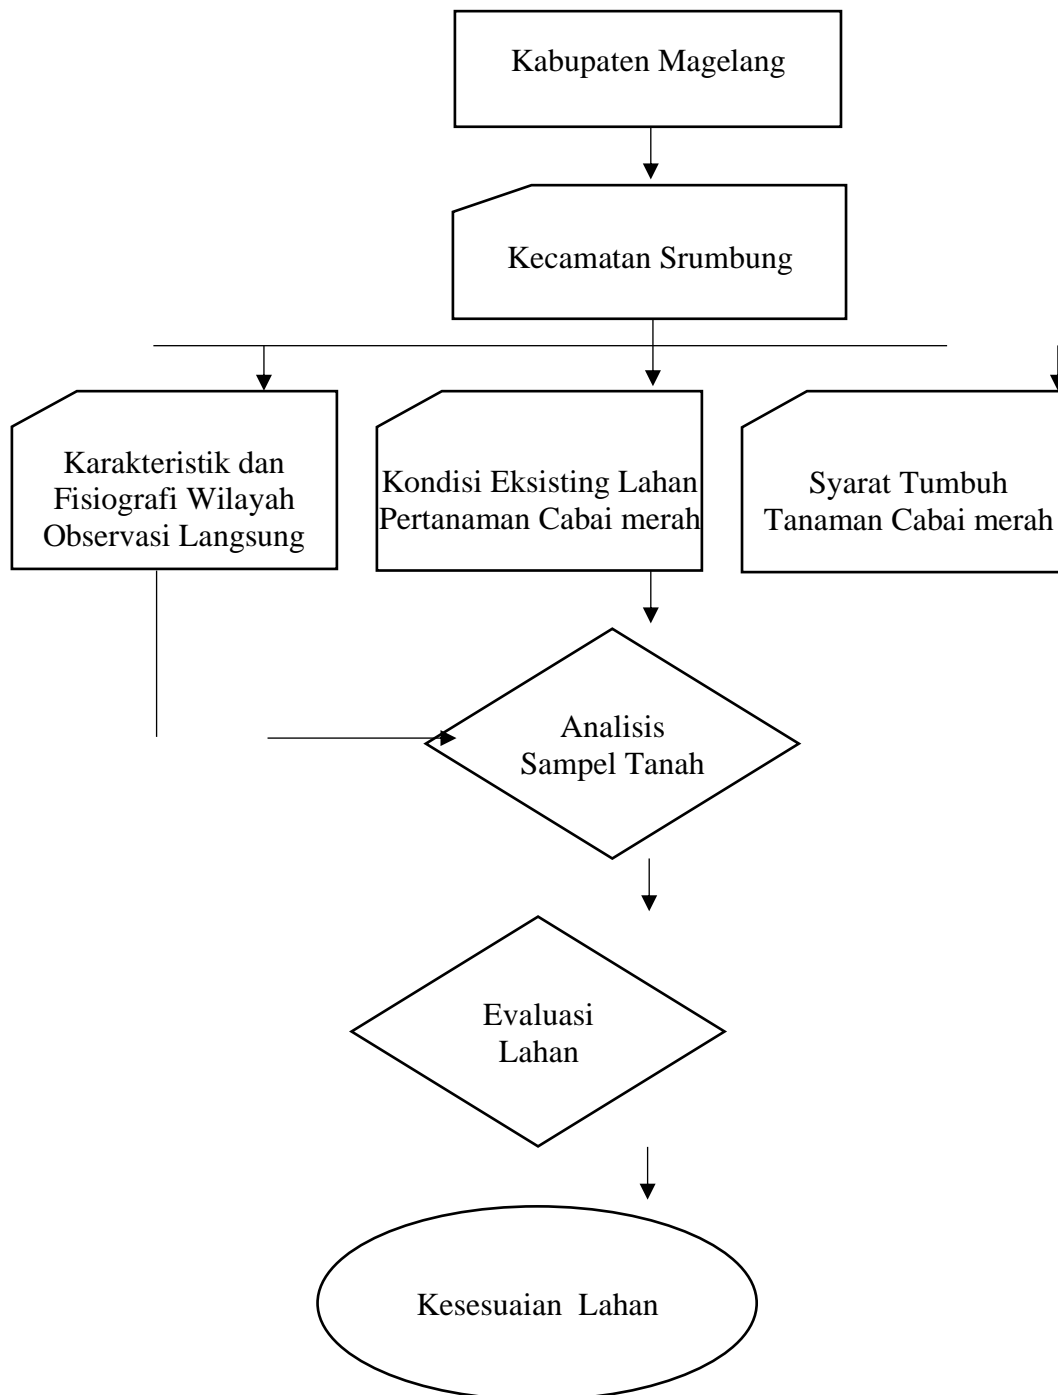 Kabupaten Magelang
Kecamatan Srumbung
Karakteristik dan
Fisiografi Wilayah
Observasi Langsung
Kondisi Eksisting Lahan
Pertanaman Cabai merah
Syarat Tumbuh
Tanaman Cabai merah
Analisis
Sampel Tanah
Evaluasi
Lahan
Kesesuaian Lahan